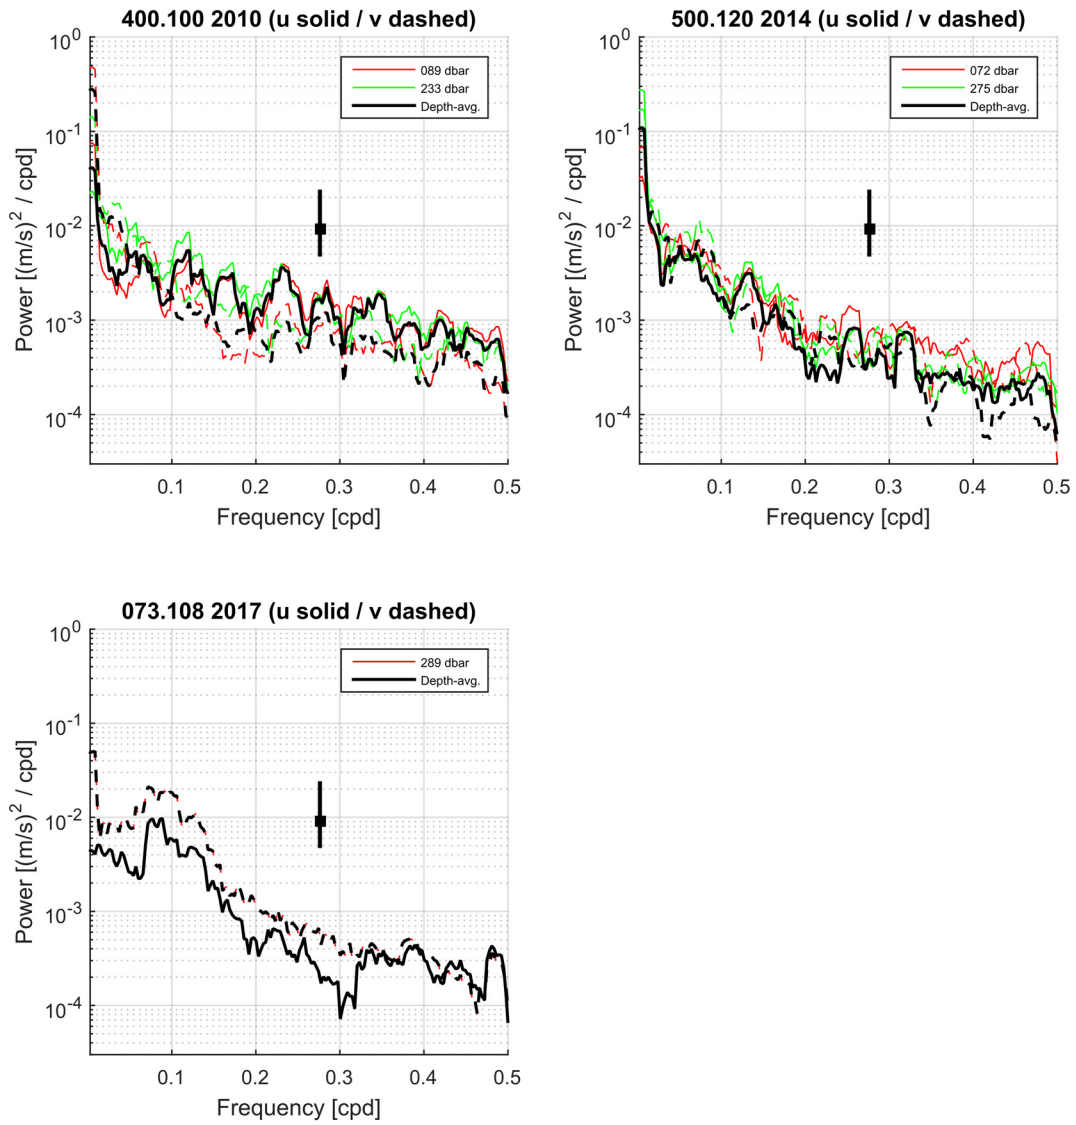 400.100 2010 (u solid / v dashed)
10^0
10^-1
10^-2
10^-3
10^-4
Power [(m/s)^2 / cpd]
089 dbar
233 dbar
Depth-avg.
0.1 0.2 0.3 0.4 0.5
Frequency [cpd]
500.120 2014 (u solid / v dashed)
10^0
10^-1
10^-2
10^-3
10^-4
Power [(m/s)^2 / cpd]
072 dbar
275 dbar
Depth-avg.
0.1 0.2 0.3 0.4 0.5
Frequency [cpd]
073.108 2017 (u solid / v dashed)
10^0
10^-1
10^-2
10^-3
10^-4
Power [(m/s)^2 / cpd]
289 dbar
Depth-avg.
0.1 0.2 0.3 0.4 0.5
Frequency [cpd]